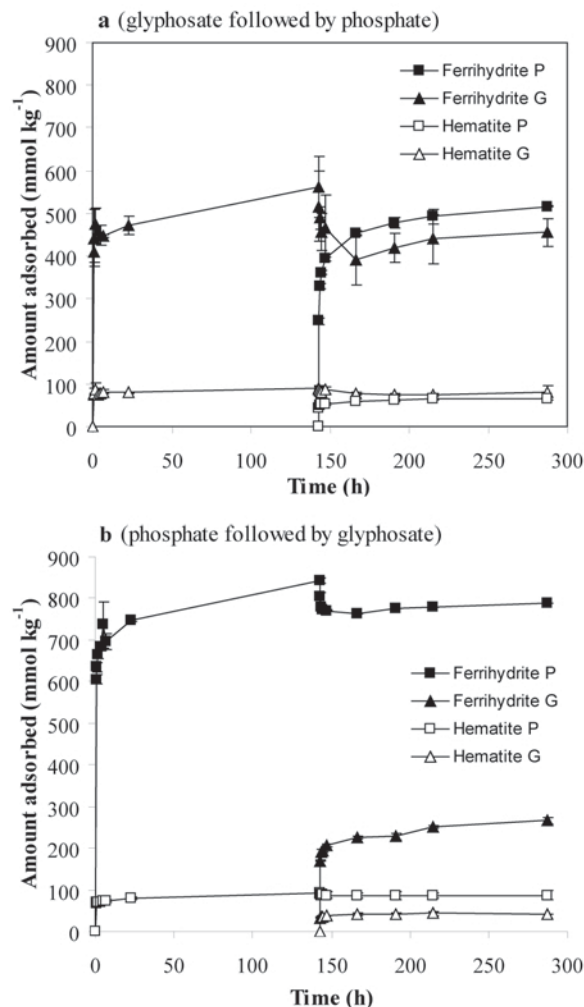 a (glyphosate followed by phosphate)
Amount adsorbed (mmol kg⁻¹)
900
800
700
600
500
400
300
200
100
0
Ferrihydrite P
Ferrihydrite G
Hematite P
Hematite G
0 50 100 150 200 250 300
Time (h)
b (phosphate followed by glyphosate)
Amount adsorbed (mmol kg⁻¹)
900
800
700
600
500
400
300
200
100
0
Ferrihydrite P
Ferrihydrite G
Hematite P
Hematite G
0 50 100 150 200 250 300
Time (h)